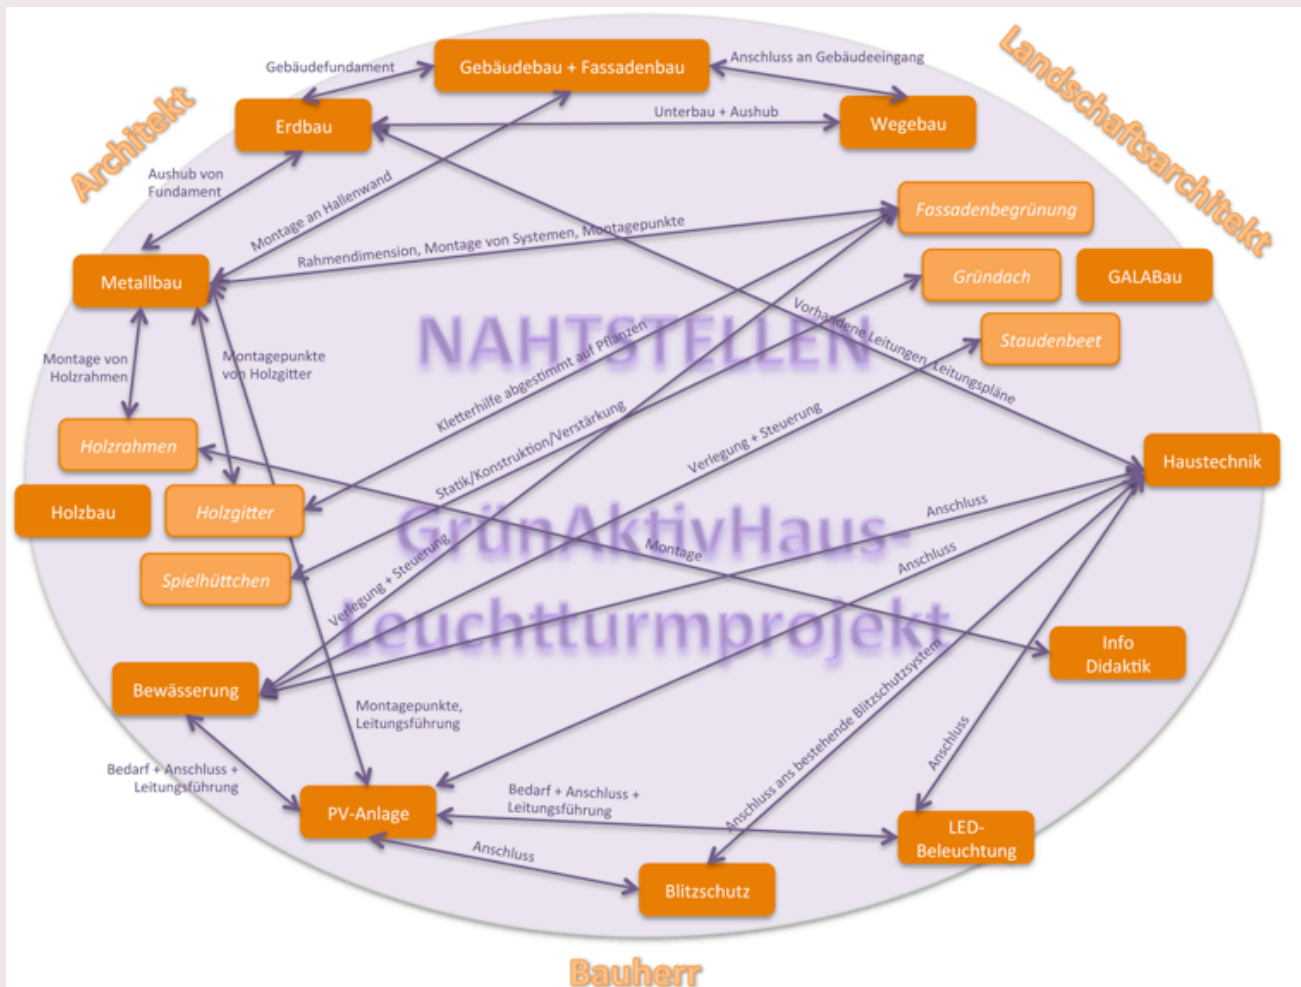 Gebäudebau + Fassadenbau
Anschluss an Gebäudeeingang
Gebäudefundament
Landschaftsarchitekt
Architekt
Erdbau
Unterbau + Aushub
Wegebau
Aushub von
Fundament
Montage an Hallenwand
Fassadenbegrünung
Rahmendimension, Montage von Systemen, Montagepunkte
Metallbau
Gründach
GALABau
Vorhandene Leitungen, Leitungspläne
NAHTSTELLEN
Staudenbeet
Montage von
Holzrahmen
Montagepunkte
von Holzgitter
Kletterhilfe abgestimmt auf Pflanzen
Holzrahmen
Statik/Konstruktion/Verstärkung
Verlegung + Steuerung
Haustechnik
Holzbau
Holzgitter
Anschluss
GrünAktivHaus-
Montage
Anschluss
Spielhüttchen
Verlegung + Steuerung
Leuchtturmprojekt
Info
Didaktik
Bewässerung
Montagepunkte,
Leitungsführung
Anschluss ans bestehende Blitzschutzsystem
Anschluss
Bedarf + Anschluss +
Leitungsführung
Bedarf + Anschluss +
Leitungsführung
PV-Anlage
LED-
Beleuchtung
Anschluss
Blitzschutz
Bauherr